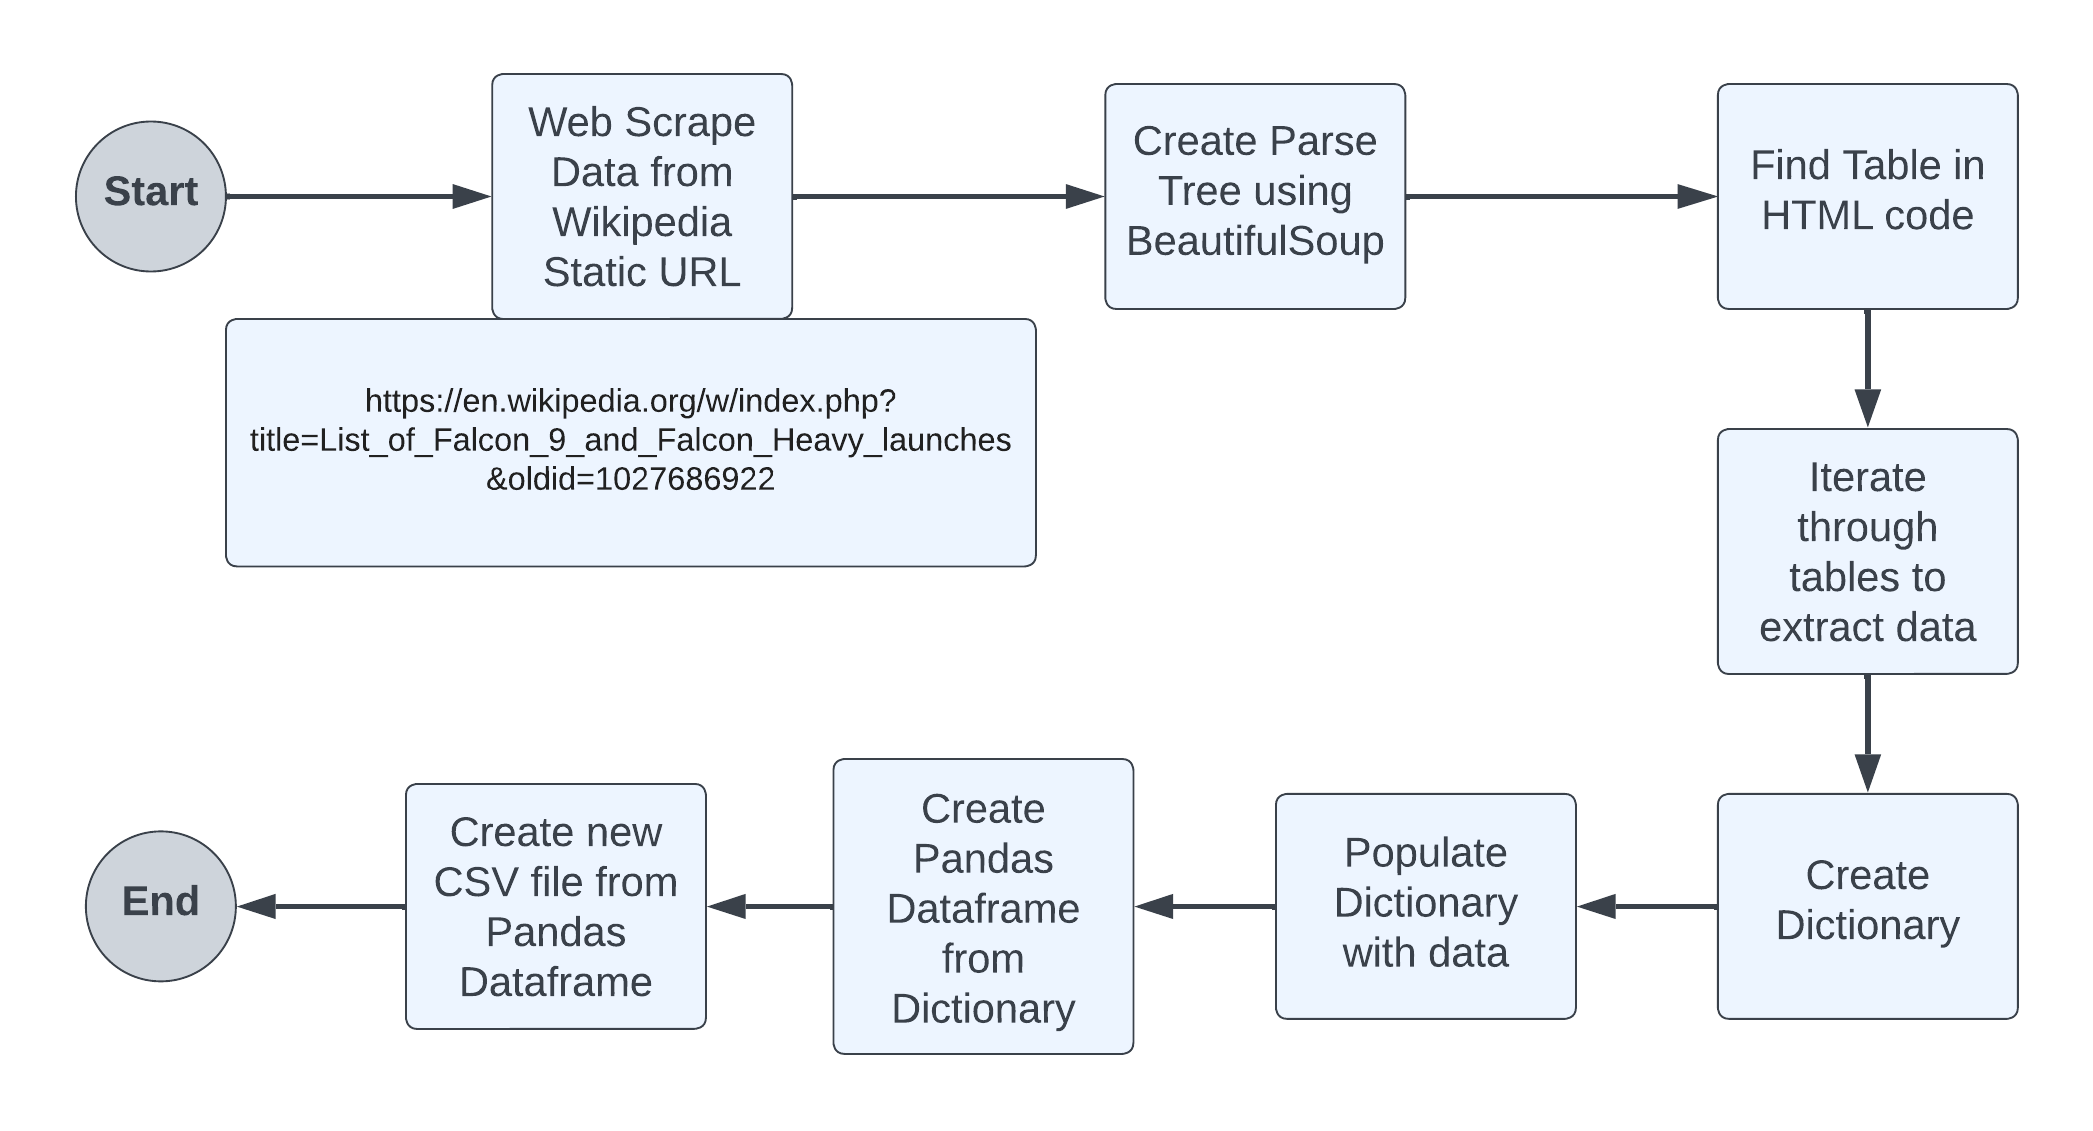 Start
Web Scrape
Data from
Wikipedia
Static URL
https://en.wikipedia.org/w/index.php?
title=List_of_Falcon_9_and_Falcon_Heavy_launches
&oldid=1027686922
Create Parse
Tree using
BeautifulSoup
Find Table in
HTML code
Iterate
through
tables to
extract data
Create
Dictionary
Populate
Dictionary
with data
Create
Pandas
Dataframe
from
Dictionary
Create new
CSV file from
Pandas
Dataframe
End